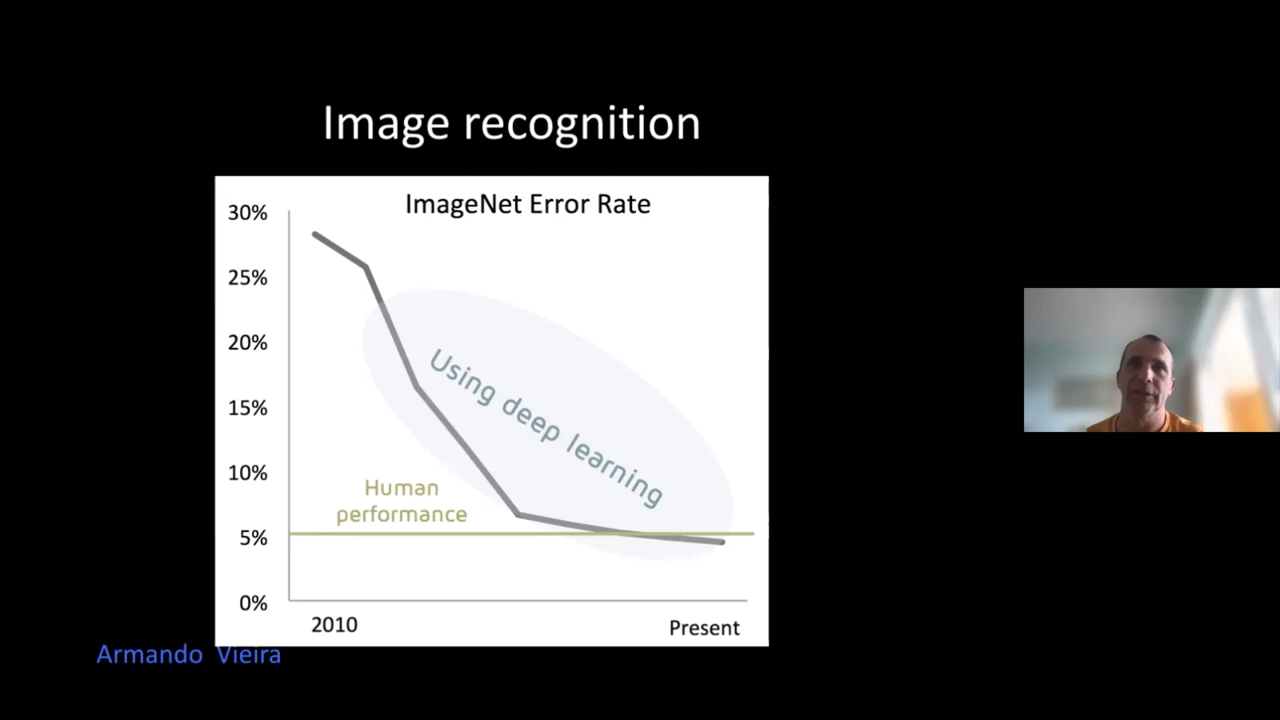 Image recognition
ImageNet Error Rate
30%
25%
20%
15%
10%
5%
0%
Using deep learning
Human
performance
2010
Present
Armando Vieira